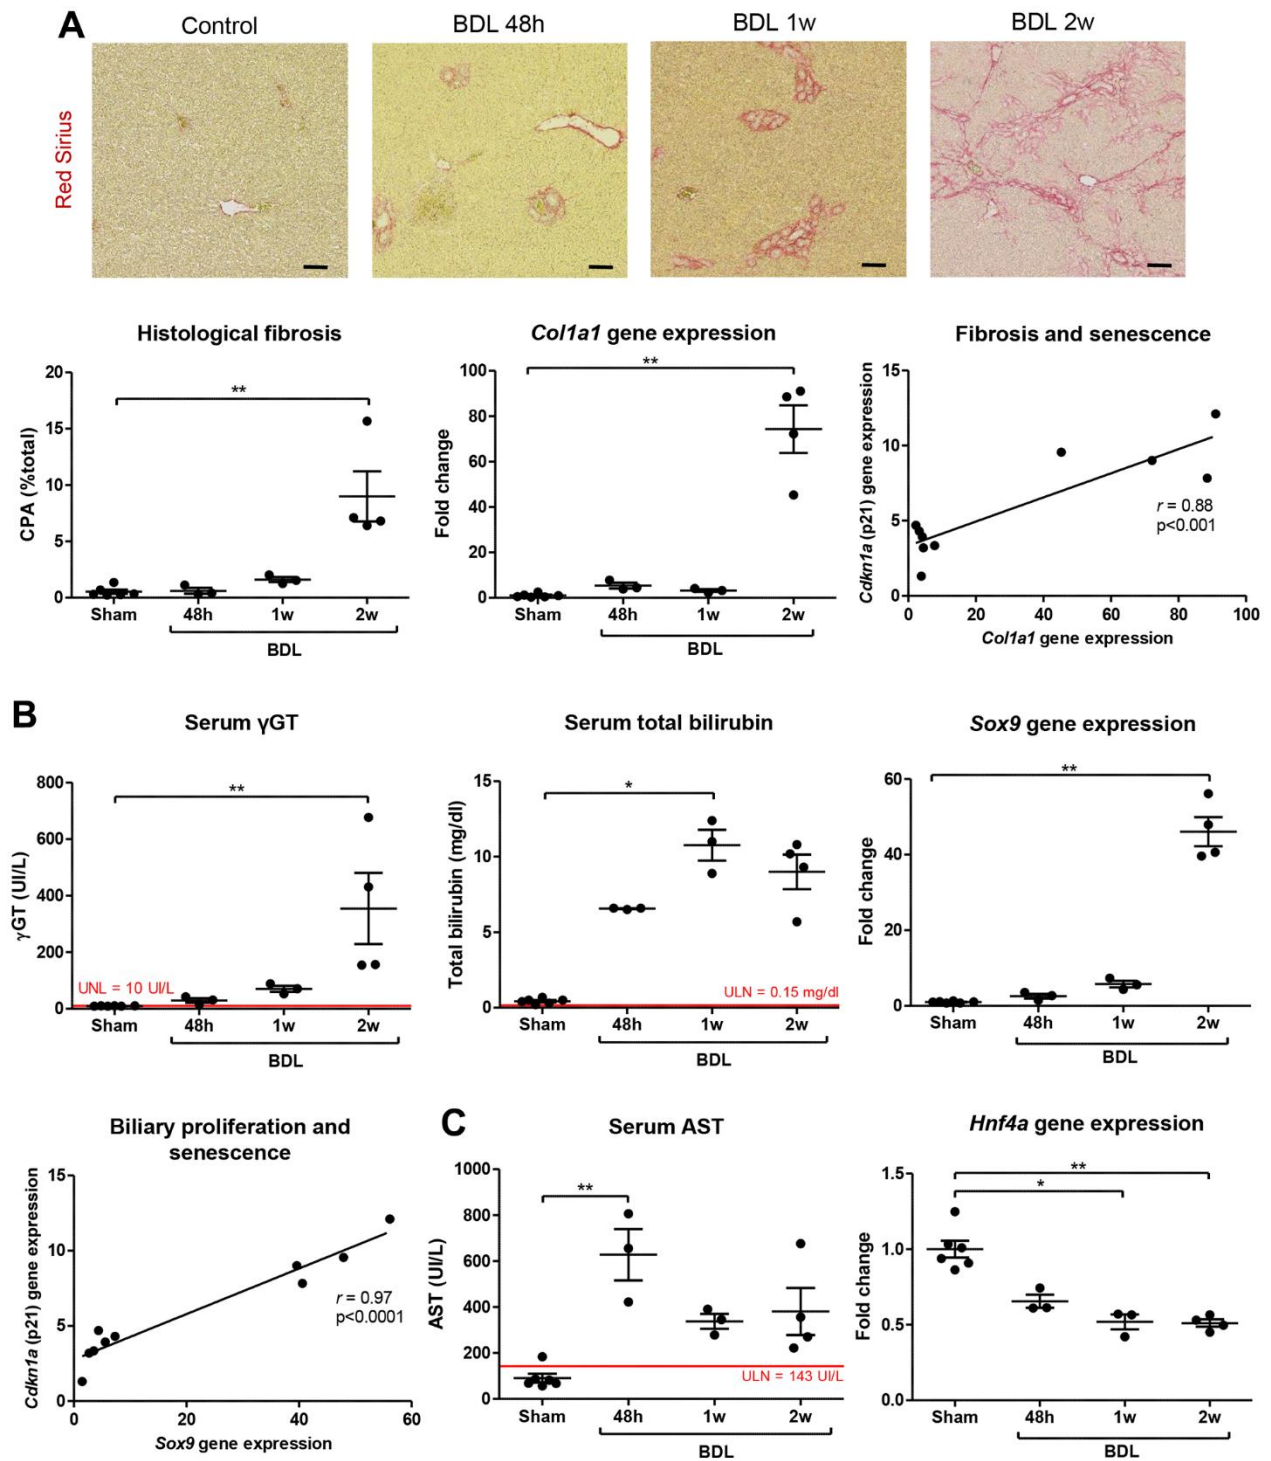 A
Control
BDL 48h
BDL 1w
BDL 2w
Red Sirius
Histological fibrosis
CPA (%total)
20
15
10
5
0
**
Sham
48h
1w
2w
BDL
Col1a1 gene expression
Fold change
100
80
60
40
20
0
**
Sham
48h
1w
2w
BDL
Fibrosis and senescence
Cdkn1a (p21) gene expression
15
10
5
0
r = 0.88
p<0.001
0
20
40
60
80
100
Col1a1 gene expression
B
Serum γGT
γGT (UI/L)
800
600
400
200
0
**
UNL = 10 UI/L
Sham
48h
1w
2w
BDL
Serum total bilirubin
Total bilirubin (mg/dl)
15
10
5
0
*
ULN = 0.15 mg/dl
Sham
48h
1w
2w
BDL
Sox9 gene expression
Fold change
60
40
20
0
**
Sham
48h
1w
2w
BDL
Biliary proliferation and
senescence
Cdkn1a (p21) gene expression
15
10
5
0
r = 0.97
p<0.0001
0
20
40
60
Sox9 gene expression
C
Serum AST
AST (UI/L)
1000
800
600
400
200
0
**
ULN = 143 UI/L
Sham
48h
1w
2w
BDL
Hnf4a gene expression
Fold change
1.5
1.0
0.5
0.0
**
*
Sham
48h
1w
2w
BDL